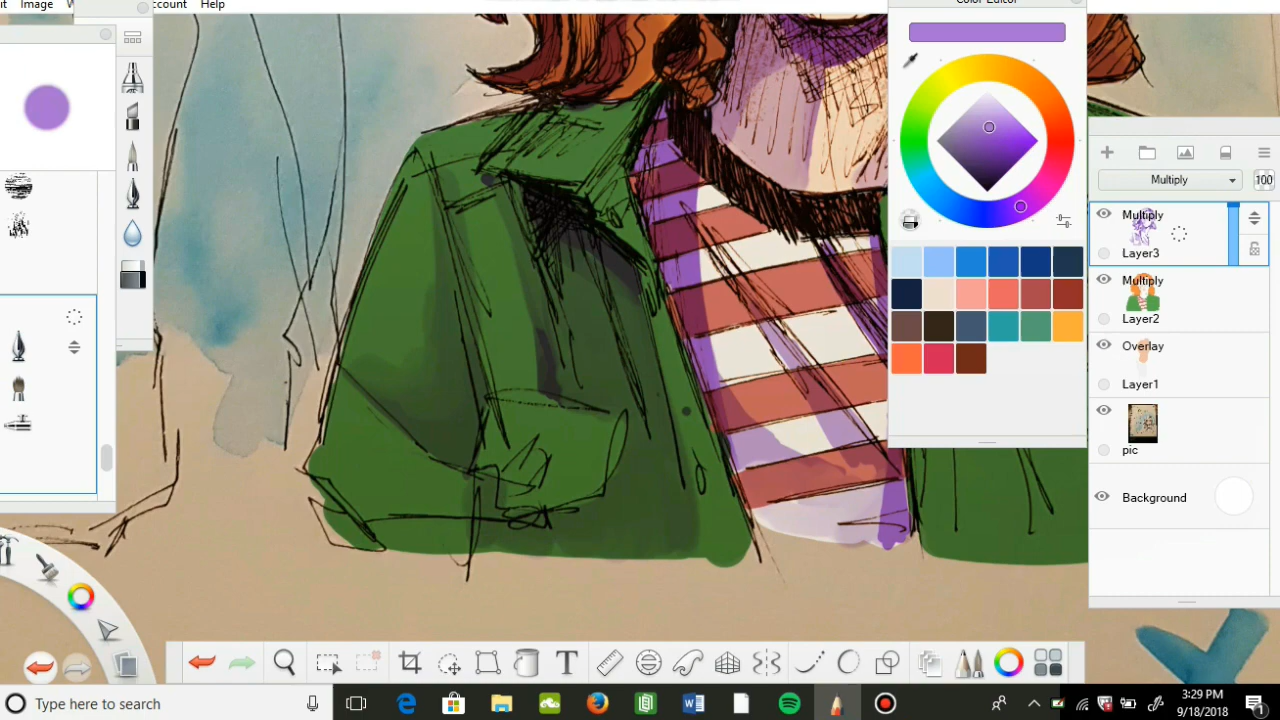 Image
ccount
Help
Color Editor
Multiply
100
Multiply
Layer3
Multiply
Layer2
Overlay
Layer1
pic
Background
T
Type here to search
3:29 PM
9/18/2018
1